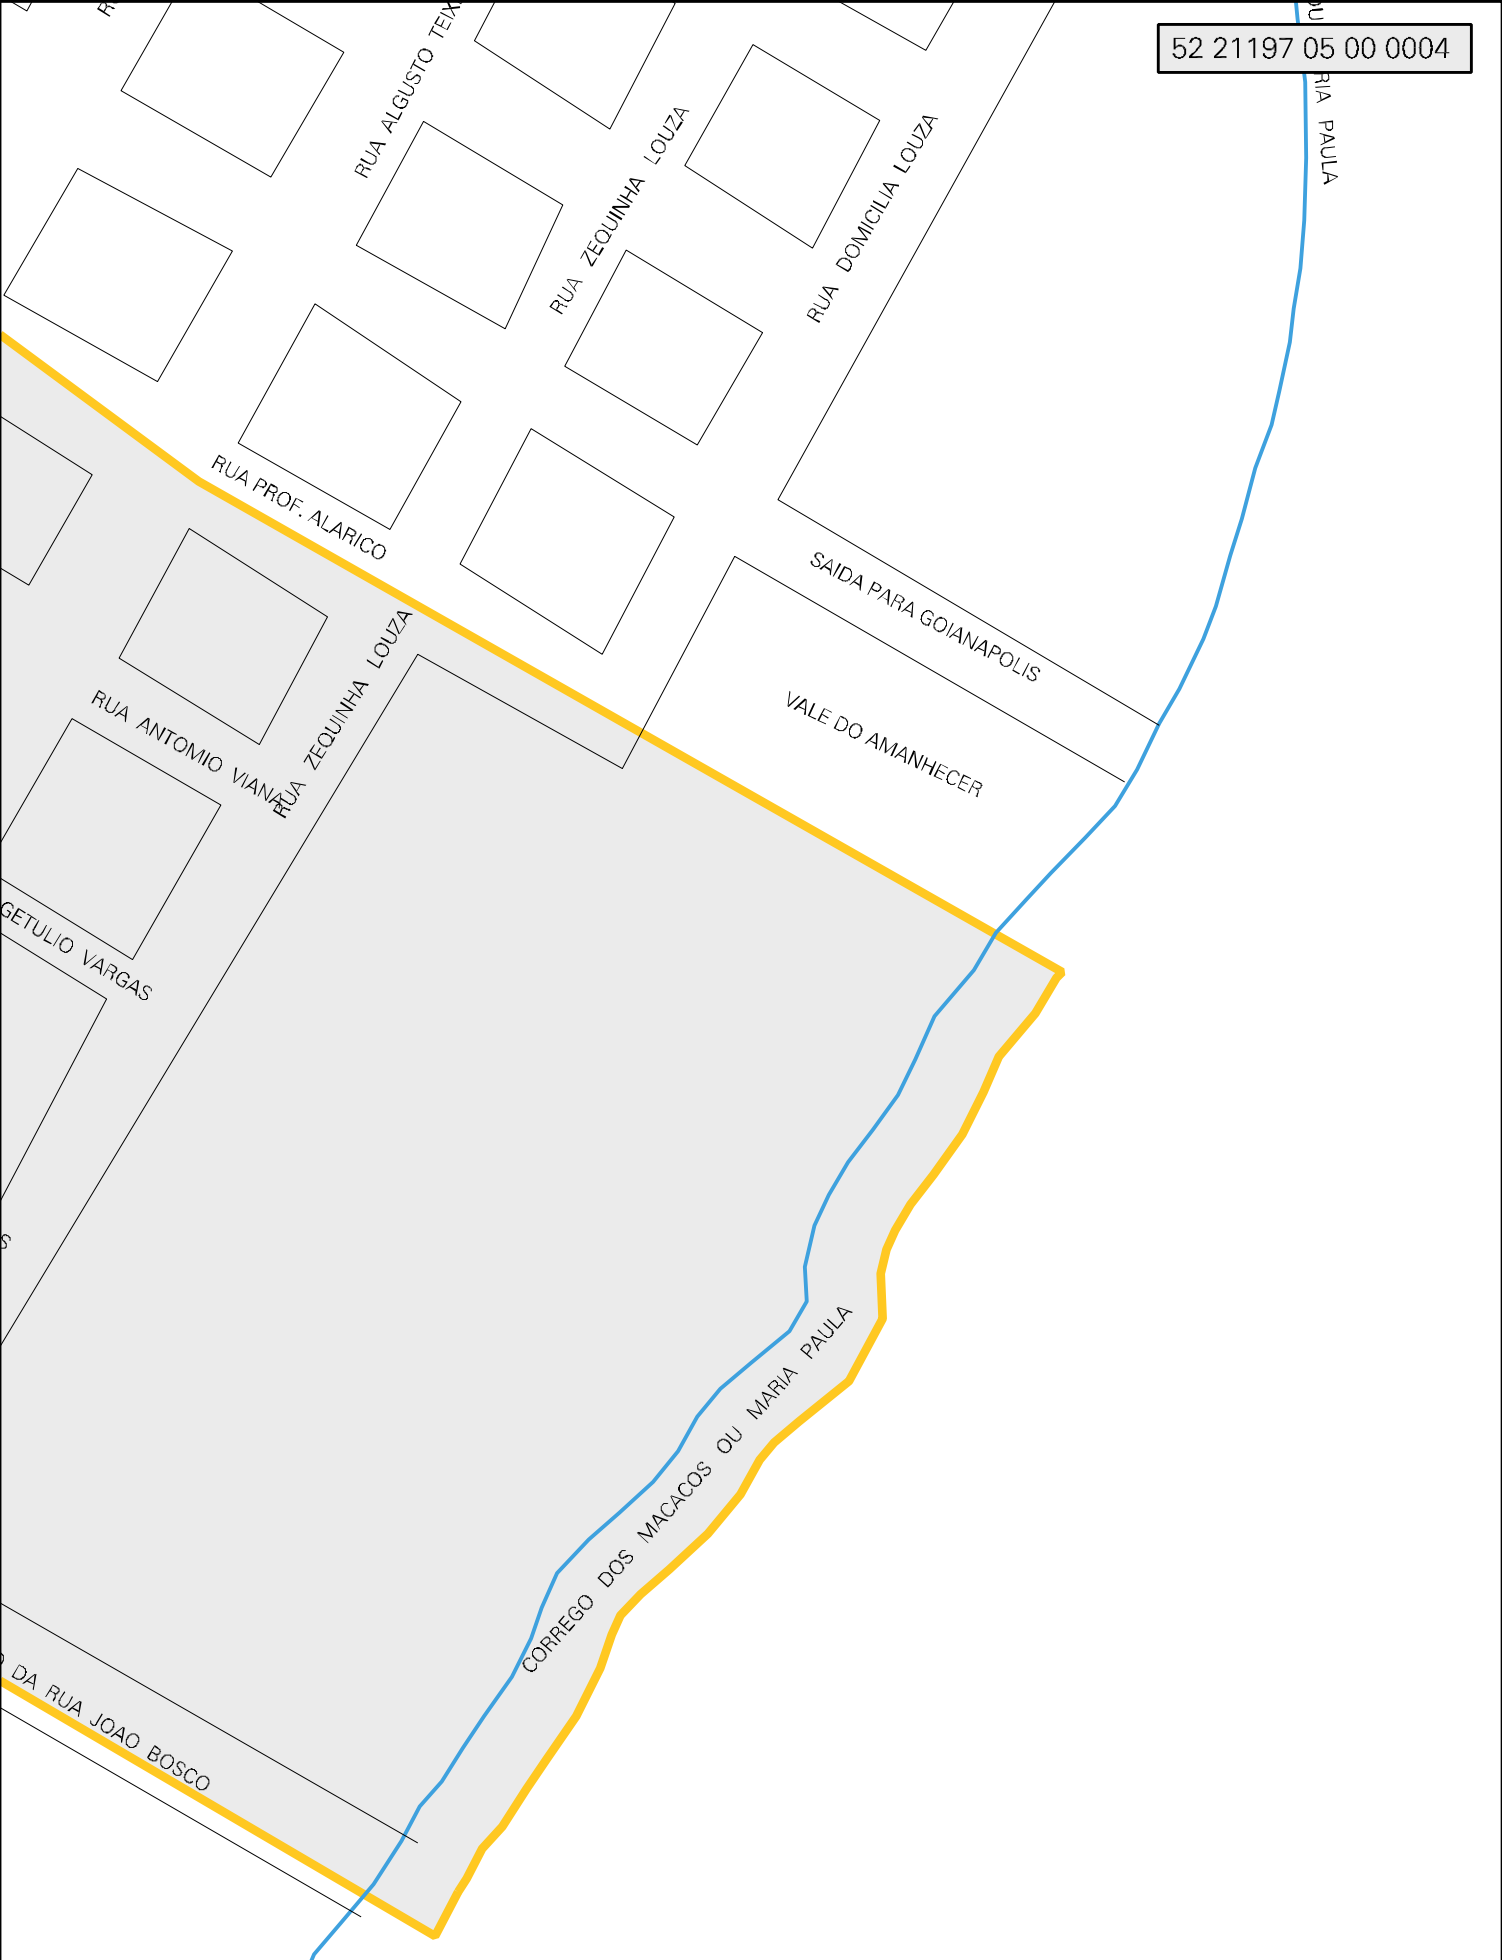 52 21197 05 00 0004
RUA ALGUSTO TEIX
RUA ZEQUINHA LOUZA
RUA DOMICILIA LOUZA
OU
RIA PAULA
RUA PROF. ALARICO
SAIDA PARA GOIANAPOLIS
VALE DO AMANHECER
RUA ZEQUINHA LOUZA
RUA ANTOMIO VIANA
GETULIO VARGAS
S
CORREGO DOS MACACOS OU MARIA PAULA
DA RUA JOAO BOSCO